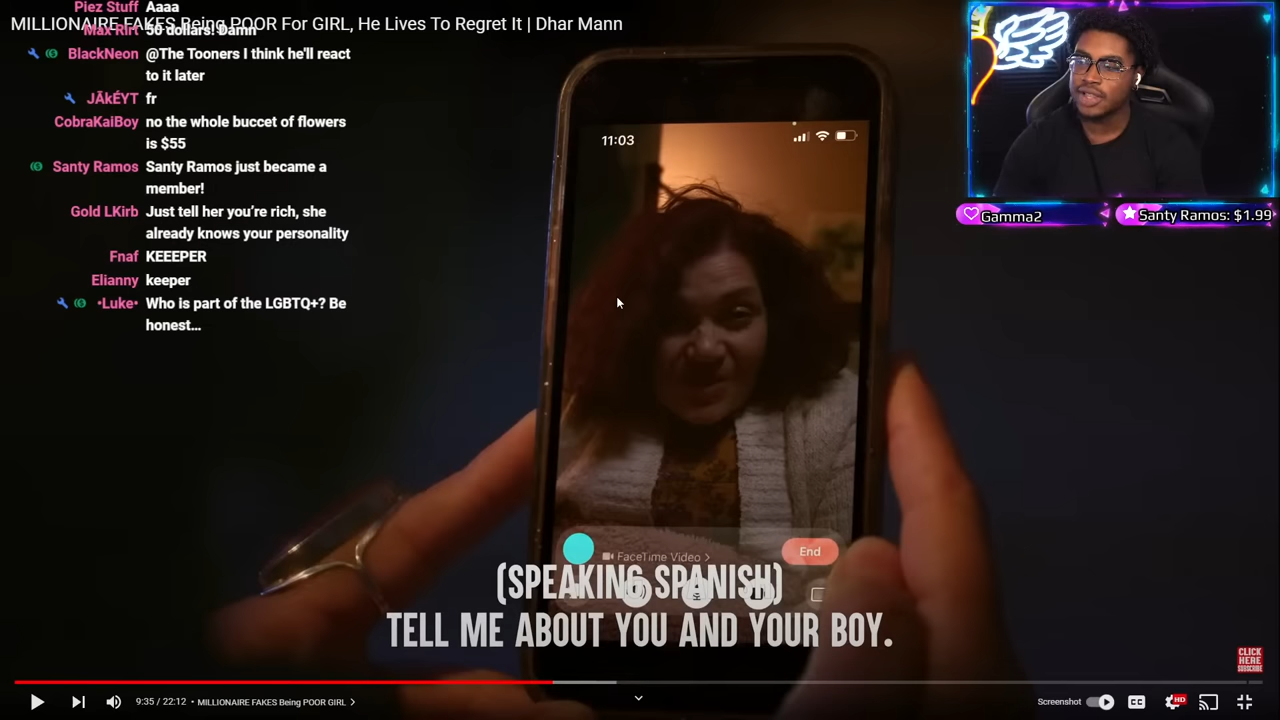 MILLIONAIRE FAKES Being POOR For GIRL, He Lives To Regret It | Dhar Mann
Piez Stuff Aaaa
Max Rirt 50 dollars! Damn
BlackNeon @The Tooners I think he'll react
to it later
JÃkÉYT fr
CobraKaiBoy no the whole buccet of flowers
is $55
Santy Ramos Santy Ramos just became a
member!
Gold LKirb Just tell her you're rich, she
already knows your personality
Fnaf KEEEPER
Elianny keeper
•Luke• Who is part of the LGBTQ+? Be
honest...
Gamma2
Santy Ramos: $1.99
11:03
FaceTime Video >
End
(SPEAKING SPANISH)
TELL ME ABOUT YOU AND YOUR BOY.
CLICK
HERE
SUBSCRIBE
9:35 / 22:12 • MILLIONAIRE FAKES Being POOR GIRL >
Screenshot
CC
HD